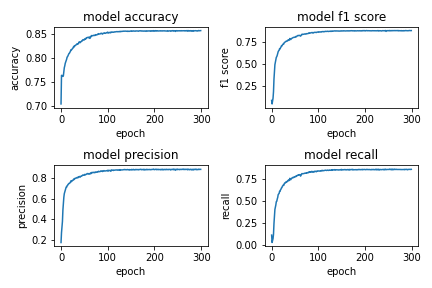 model accuracy
0.85
0.80
0.75
0.70
accuracy
0
100
200
300
epoch
model f1 score
0.75
0.50
0.25
f1 score
0
100
200
300
epoch
model precision
0.8
0.6
0.4
0.2
precision
0
100
200
300
epoch
model recall
0.75
0.50
0.25
0.00
recall
0
100
200
300
epoch